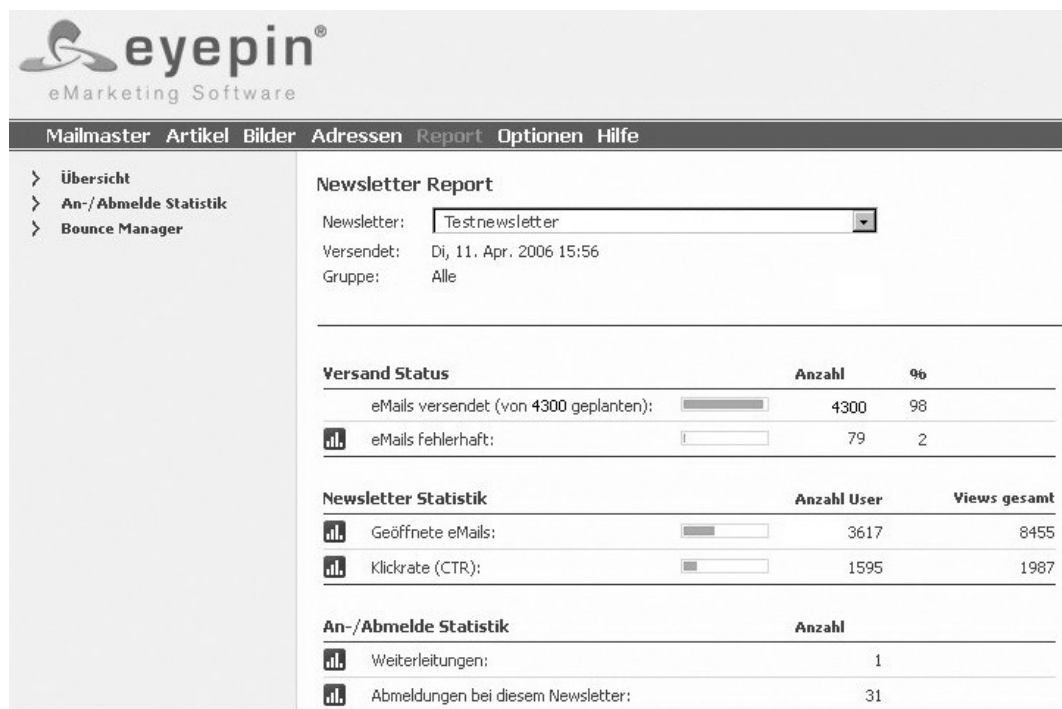 eyepin®
eMarketing Software
Mailmaster Artikel Bilder Adressen Report Optionen Hilfe
Übersicht
An-/Abmelde Statistik
Bounce Manager
Newsletter Report
Newsletter: Testnewsletter
Versendet: Di, 11. Apr. 2006 15:56
Gruppe: Alle
Versand Status Anzahl %
eMails versendet (von 4300 geplanten): 4300 98
eMails fehlerhaft: 79 2
Newsletter Statistik Anzahl User Views gesamt
Geöffnete eMails: 3617 8455
Klickrate (CTR): 1595 1987
An-/Abmelde Statistik Anzahl
Weiterleitungen: 1
Abmeldungen bei diesem Newsletter: 31